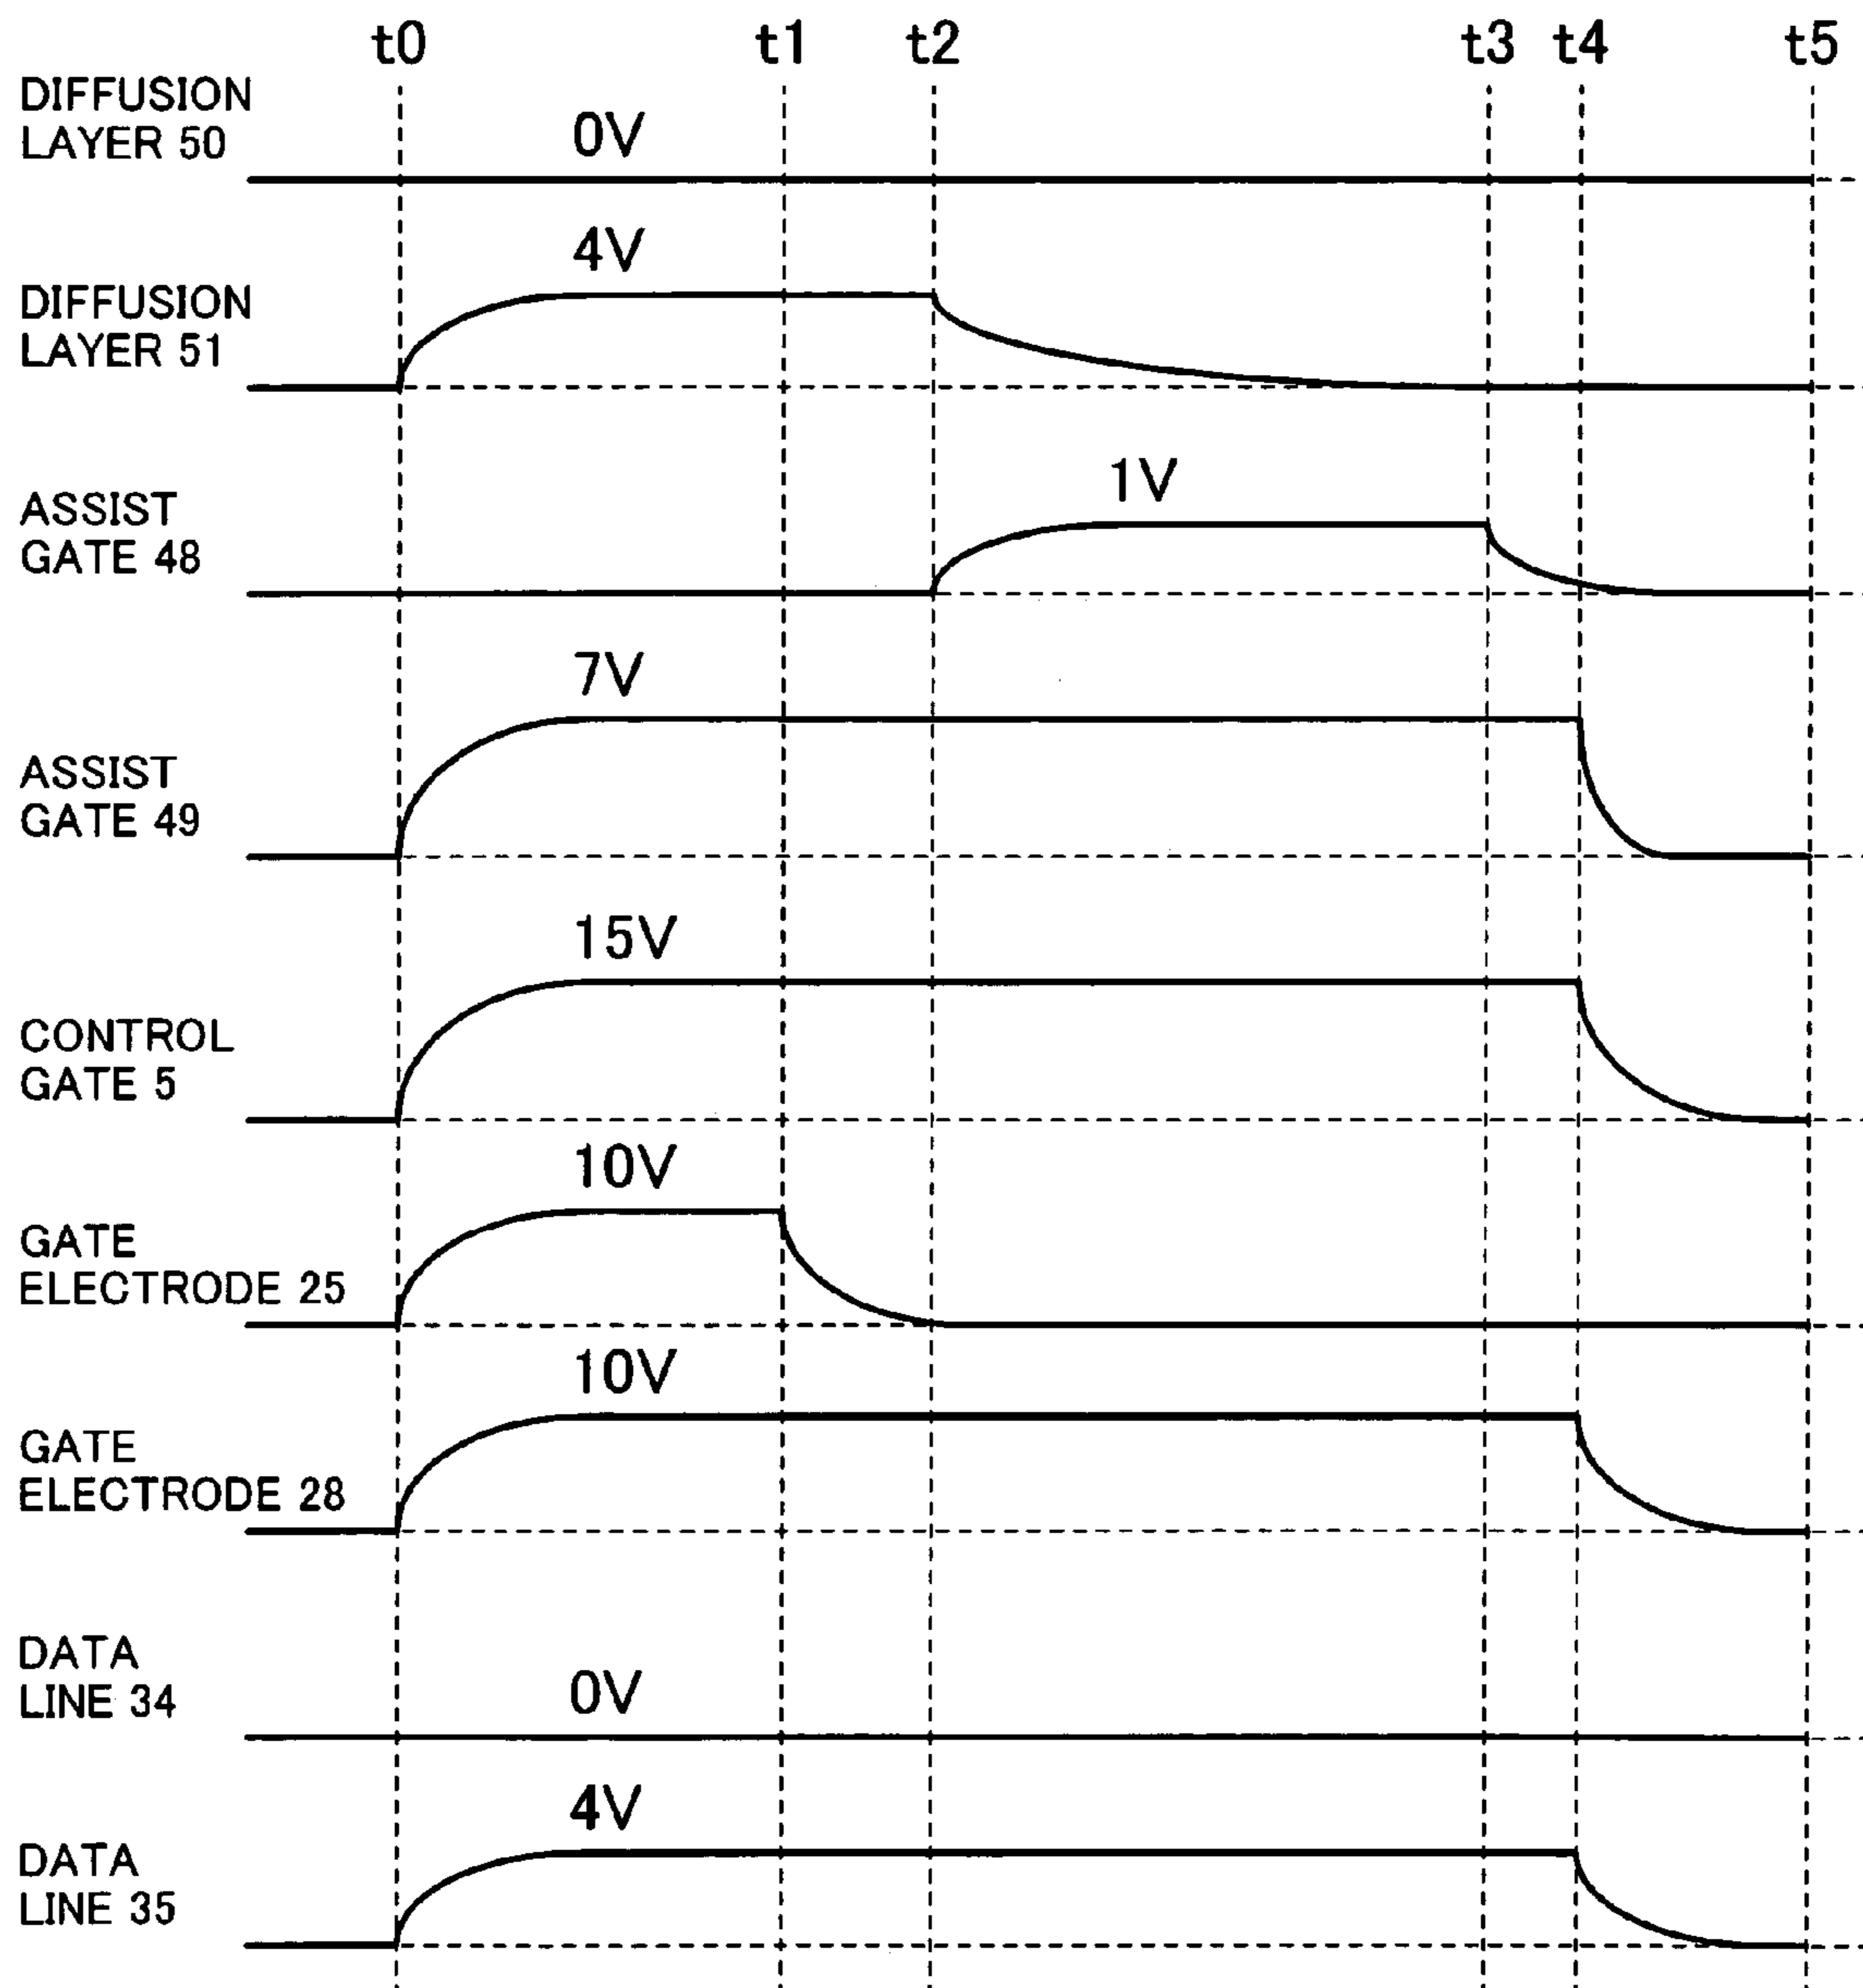 t0 t1 t2 t3 t4 t5
DIFFUSION
LAYER 50
0V
DIFFUSION
LAYER 51
4V
ASSIST
GATE 48
1V
ASSIST
GATE 49
7V
CONTROL
GATE 5
15V
GATE
ELECTRODE 25
10V
GATE
ELECTRODE 28
10V
DATA
LINE 34
0V
DATA
LINE 35
4V